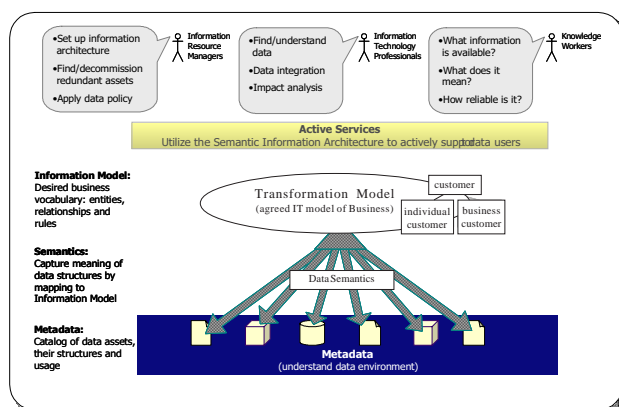 •Set up information
architecture
•Find/decommission
redundant assets
•Apply data policy
Information
Resource
Managers
•Find/understand
data
•Data integration
•Impact analysis
Information
Technology
Professionals
•What information
is available?
•What does it
mean?
•How reliable is it?
Knowledge
Workers
Active Services
Utilize the Semantic Information Architecture to actively support data users
Information Model:
Desired business
vocabulary: entities,
relationships and
rules
Transformation Model
(agreed IT model of Business)
customer
individual
customer
business
customer
Semantics:
Capture meaning of
data structures by
mapping to
Information Model
Data Semantics
Metadata:
Catalog of data assets,
their structures and
usage
Metadata
(understand data environment)